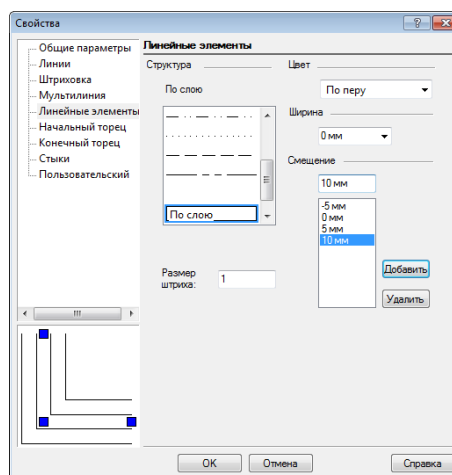 Свойства
Общие параметры
Линии
Штриховка
Мультилиния
Линейные элементы
Начальный торец
Конечный торец
Стыки
Пользовательский
Линейные элементы
Структура
По слою
По слою
Размер
штриха:
1
Цвет
По перу
Ширина
0 мм
Смещение
10 мм
-5 мм
0 мм
5 мм
10 мм
Добавить
Удалить
OK
Отмена
Справка